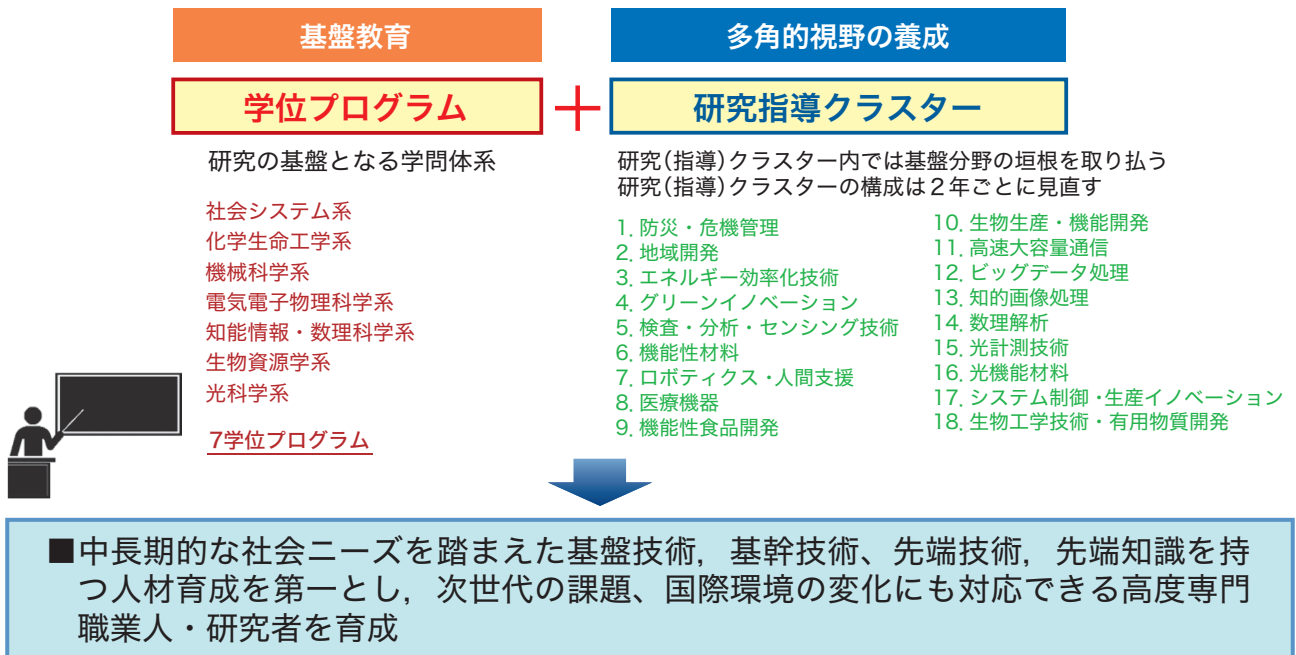 基盤教育
学位プログラム
研究の基盤となる学問体系
社会システム系
化学生命工学系
機械科学系
電気電子物理科学系
知能情報・数理科学系
生物資源学系
光科学系
7学位プログラム
+
多角的視野の養成
研究指導クラスター
研究(指導)クラスター内では基盤分野の垣根を取り払う
研究(指導)クラスターの構成は2年ごとに見直す
1. 防災・危機管理
2. 地域開発
3. エネルギー効率化技術
4. グリーンイノベーション
5. 検査・分析・センシング技術
6. 機能性材料
7. ロボティクス・人間支援
8. 医療機器
9. 機能性食品開発
10. 生物生産・機能開発
11. 高速大容量通信
12. ビッグデータ処理
13. 知的画像処理
14. 数理解析
15. 光計測技術
16. 光機能材料
17. システム制御・生産イノベーション
18. 生物工学技術・有用物質開発
■中長期的な社会ニーズを踏まえた基盤技術，基幹技術、先端技術，先端知識を持
つ人材育成を第一とし，次世代の課題、国際環境の変化にも対応できる高度専門
職業人・研究者を育成